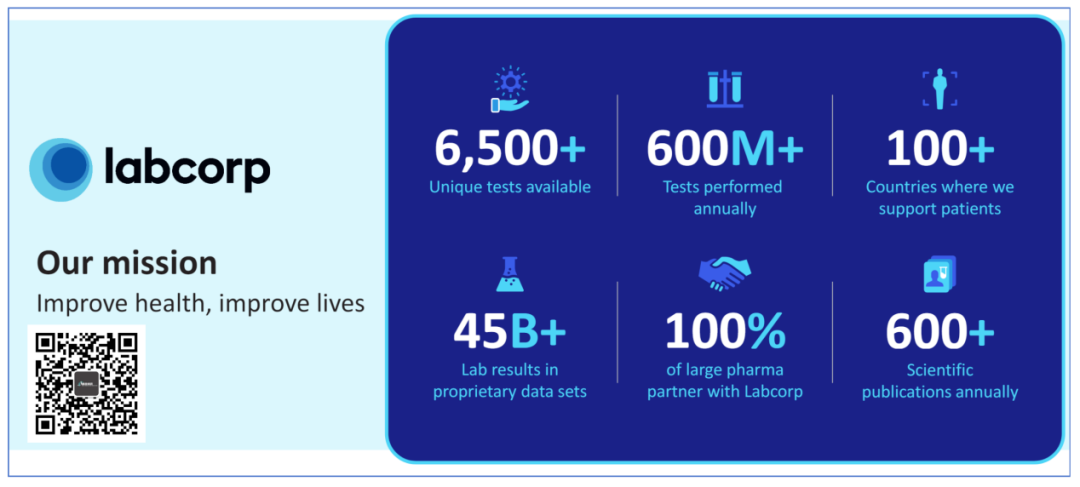 labcorp
Our mission
Improve health, improve lives
6,500+
Unique tests available
600M+
Tests performed
annually
100+
Countries where we
support patients
45B+
Lab results in
proprietary data sets
100%
of large pharma
partner with Labcorp
600+
Scientific
publications annually